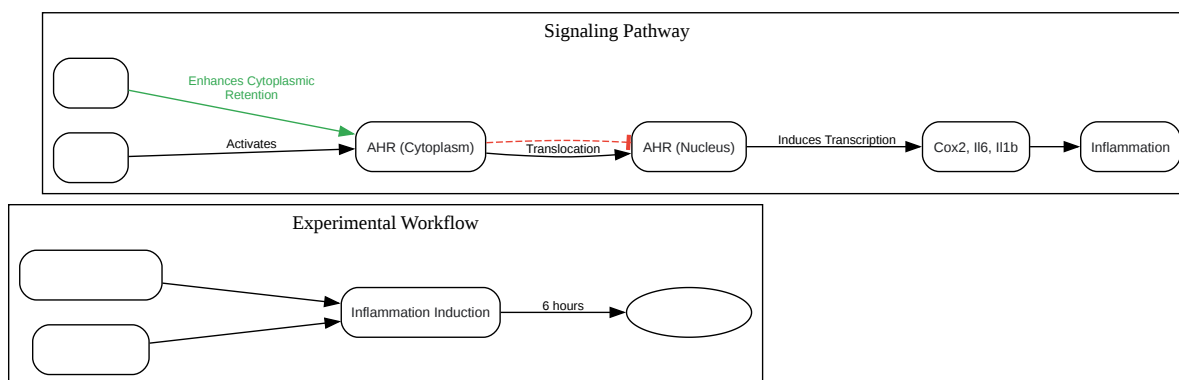 Signaling Pathway
Enhances Cytoplasmic
Retention
Activates
AHR (Cytoplasm)
Translocation
AHR (Nucleus)
Induces Transcription
Cox2, Il6, Il1b
Inflammation
Experimental Workflow
Inflammation Induction
6 hours